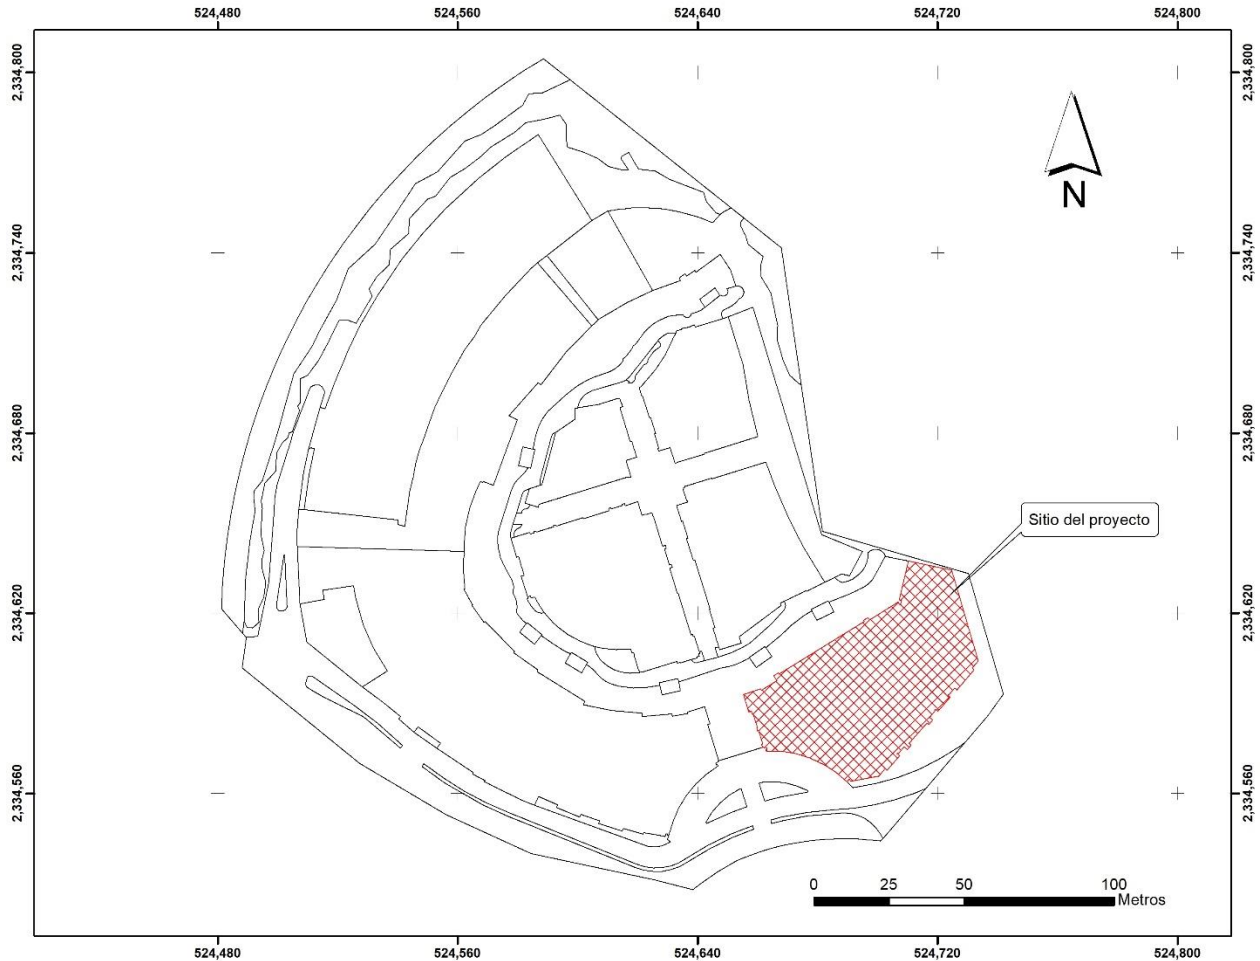 524,480 524,560 524,640 524,720 524,800
2,334,800 2,334,800
N
2,334,740 2,334,740
2,334,680 2,334,680
Sitio del proyecto
2,334,620 2,334,620
2,334,560 2,334,560
0 25 50 100
Metros
524,480 524,560 524,640 524,720 524,800